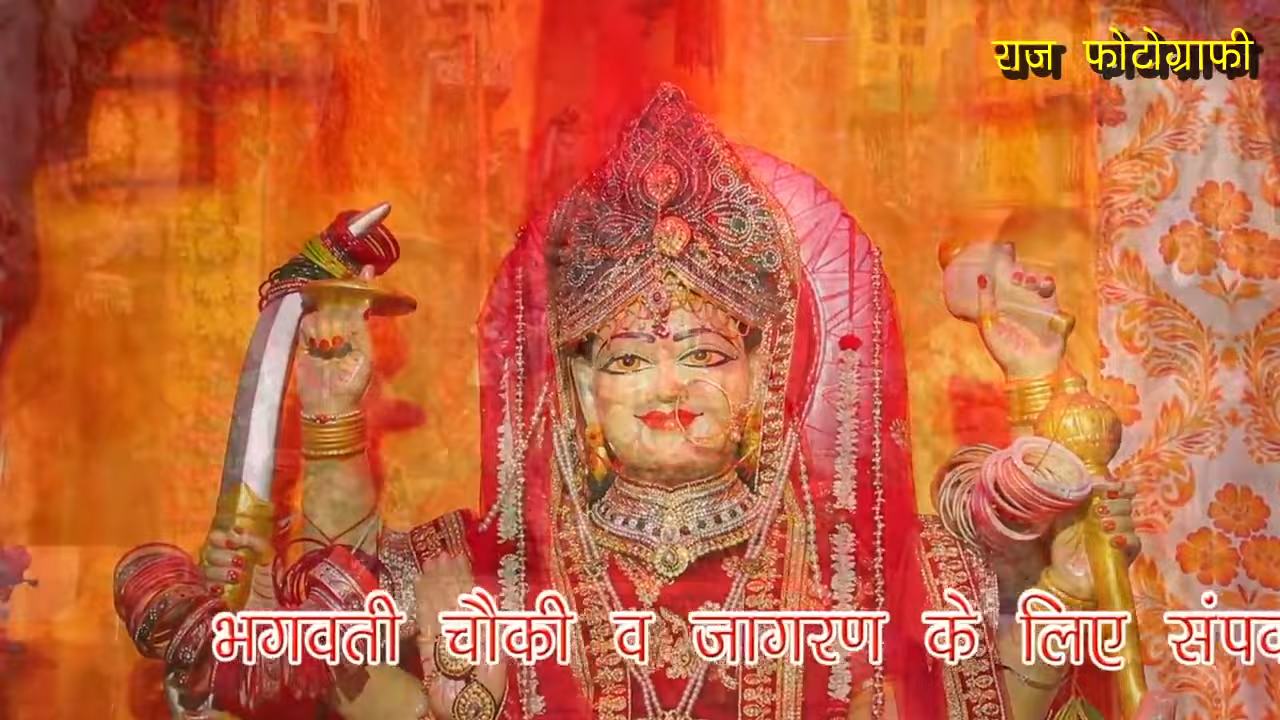 राज फोटोग्राफी
भगवती चौकी व जागरण के लिए